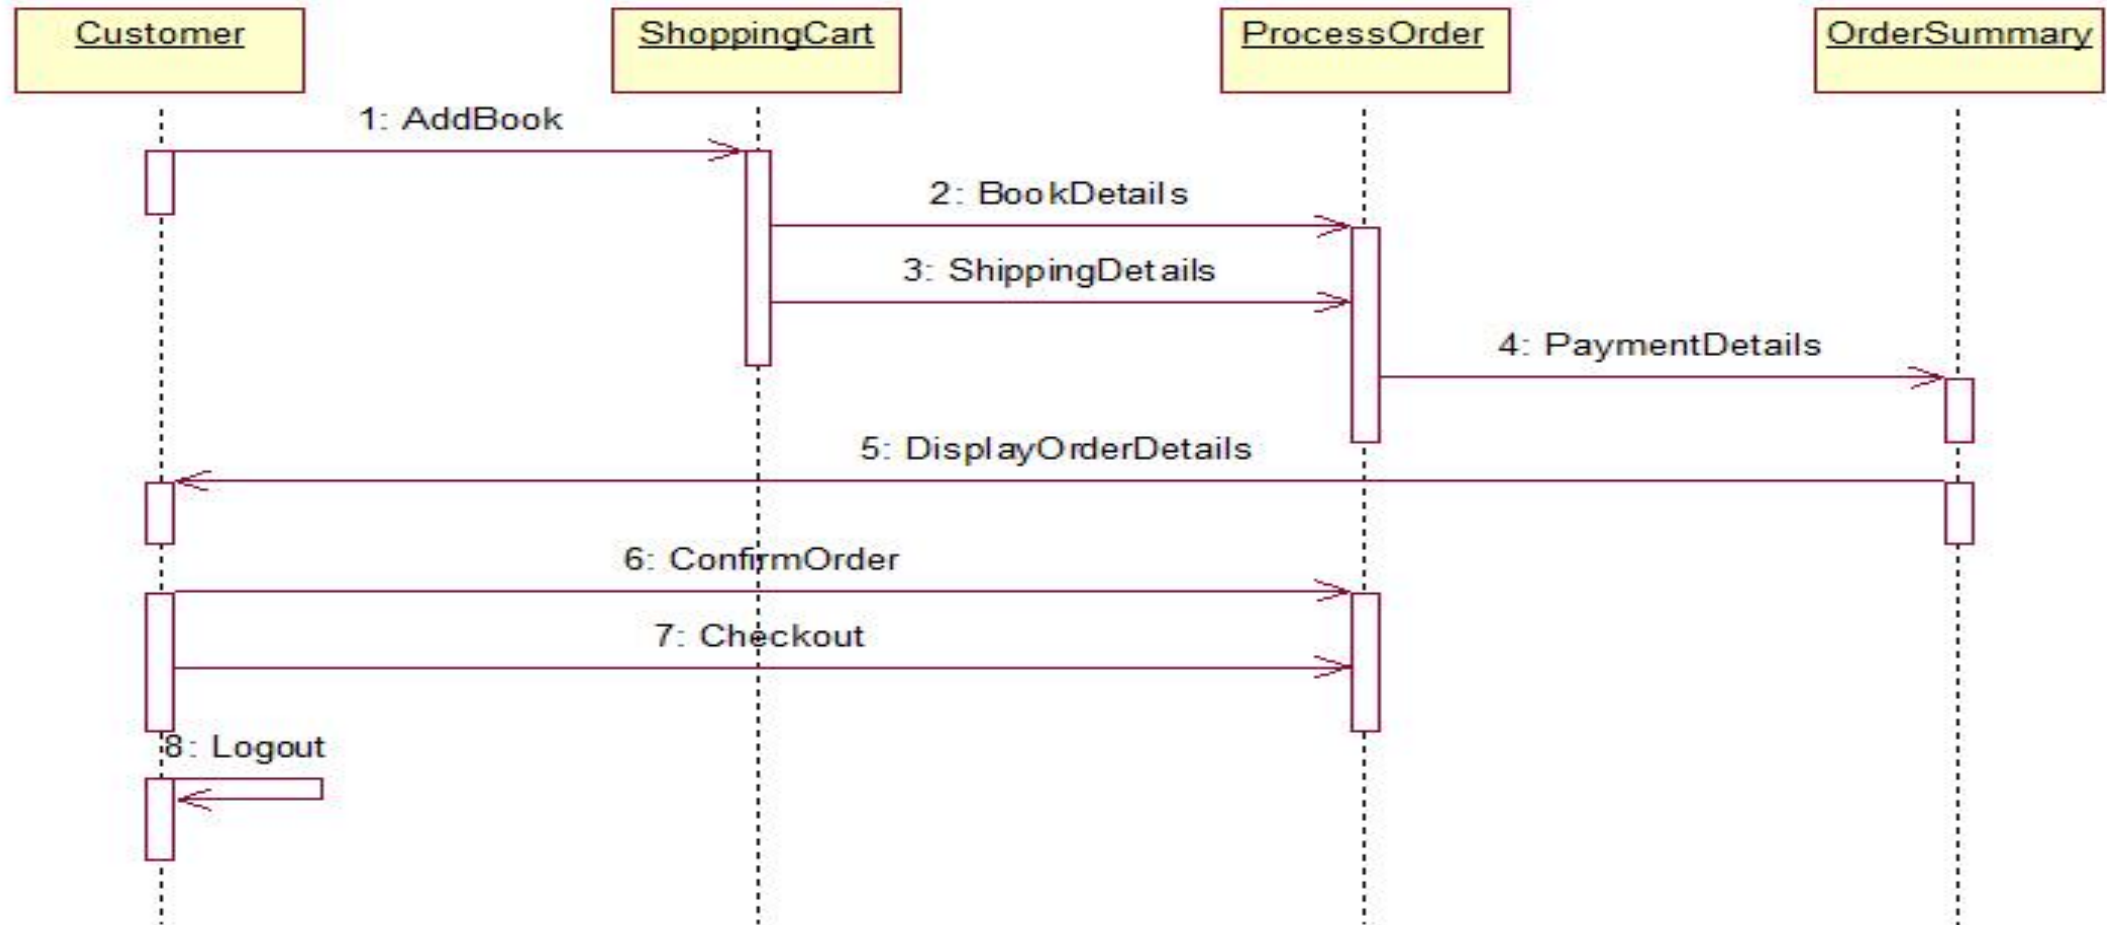 Customer
ShoppingCart
ProcessOrder
OrderSummary
1: AddBook
2: BookDetails
3: ShippingDetails
4: PaymentDetails
5: DisplayOrderDetails
6: ConfirmOrder
7: Checkout
8: Logout